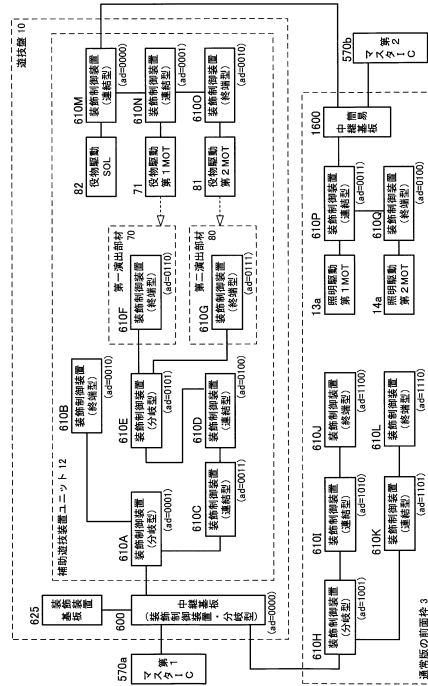 遊技盤 10
補助遊技装置ユニット 12
610M
装飾制御装置
(連結型)
(ad=0000)
610N
装飾制御装置
(連結型)
(ad=0001)
610O
装飾制御装置
(終端型)
(ad=0010)
82
役物駆動
SOL
71
役物駆動
第1MOT
81
役物駆動
第2MOT
第一演出部材
70
610F
装飾制御装置
(終端型)
(ad=0110)
第二演出部材
80
610G
装飾制御装置
(終端型)
(ad=0111)
610B
装飾制御装置
(終端型)
(ad=0010)
610E
装飾制御装置
(分岐型)
(ad=0101)
610D
装飾制御装置
(連結型)
(ad=0100)
610A
装飾制御装置
(分岐型)
(ad=0001)
610C
装飾制御装置
(連結型)
(ad=0011)
625
装飾装置
基板
600
中継基板
(装飾制御装置・分岐型)
(ad=0000)
570a
第1
マスタIC
570b
第2
マスタIC
1600
簡易
中継基板
610P
装飾制御装置
(連結型)
(ad=0011)
610Q
装飾制御装置
(終端型)
(ad=0100)
13a
照明駆動
第1MOT
14a
照明駆動
第2MOT
610J
装飾制御装置
(終端型)
(ad=1100)
610L
装飾制御装置
(終端型)
(ad=1110)
610I
装飾制御装置
(連結型)
(ad=1010)
610K
装飾制御装置
(連結型)
(ad=1101)
610H
装飾制御装置
(分岐型)
(ad=1001)
通常版の前面枠 3